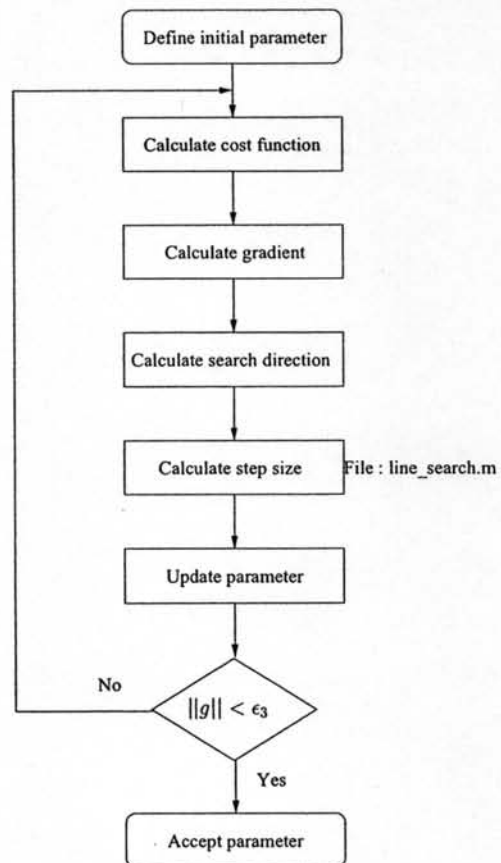 Define initial parameter
Calculate cost function
Calculate gradient
Calculate search direction
Calculate step size
File : line_search.m
Update parameter
No
||g|| < ϵ₃
Yes
Accept parameter